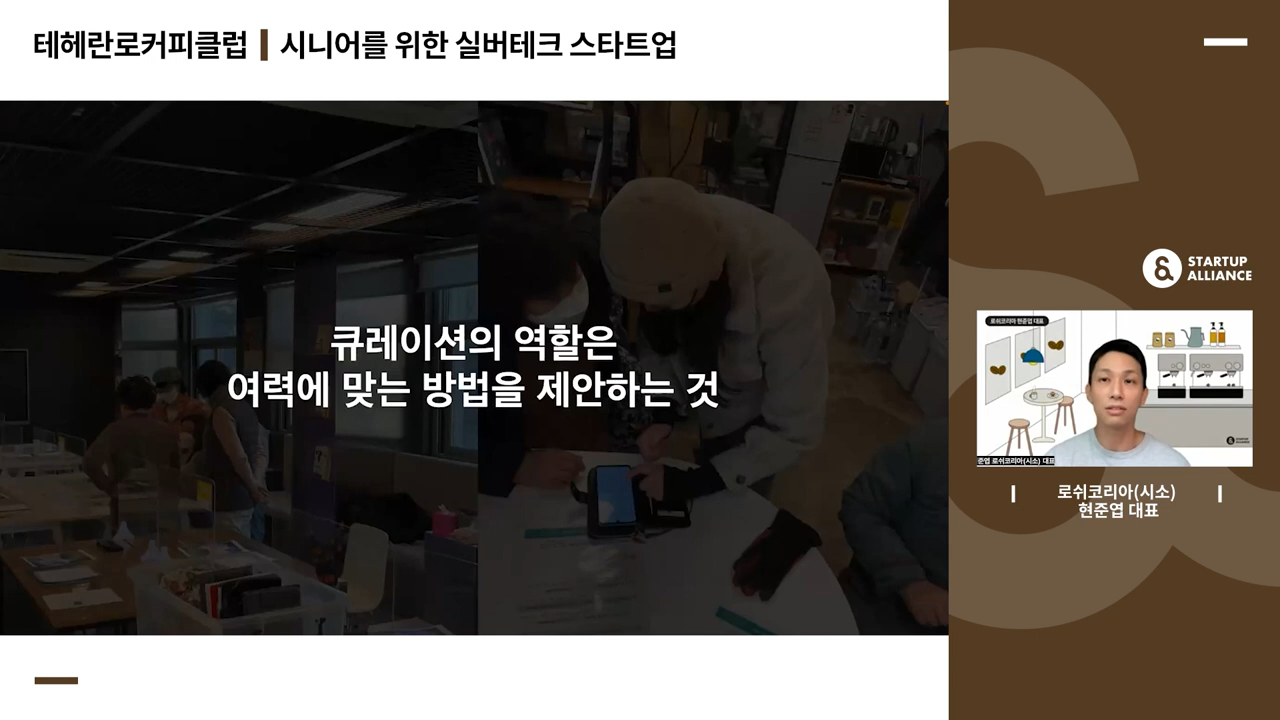 테헤란로커피클럽 | 시니어를 위한 실버테크 스타트업
큐레이션의 역할은
여력에 맞는 방법을 제안하는 것
STARTUP
ALLIANCE
로쉬코리아 현준엽 대표
준엽 로쉬코리아(시소) 대표
로쉬코리아(시소)
현준엽 대표